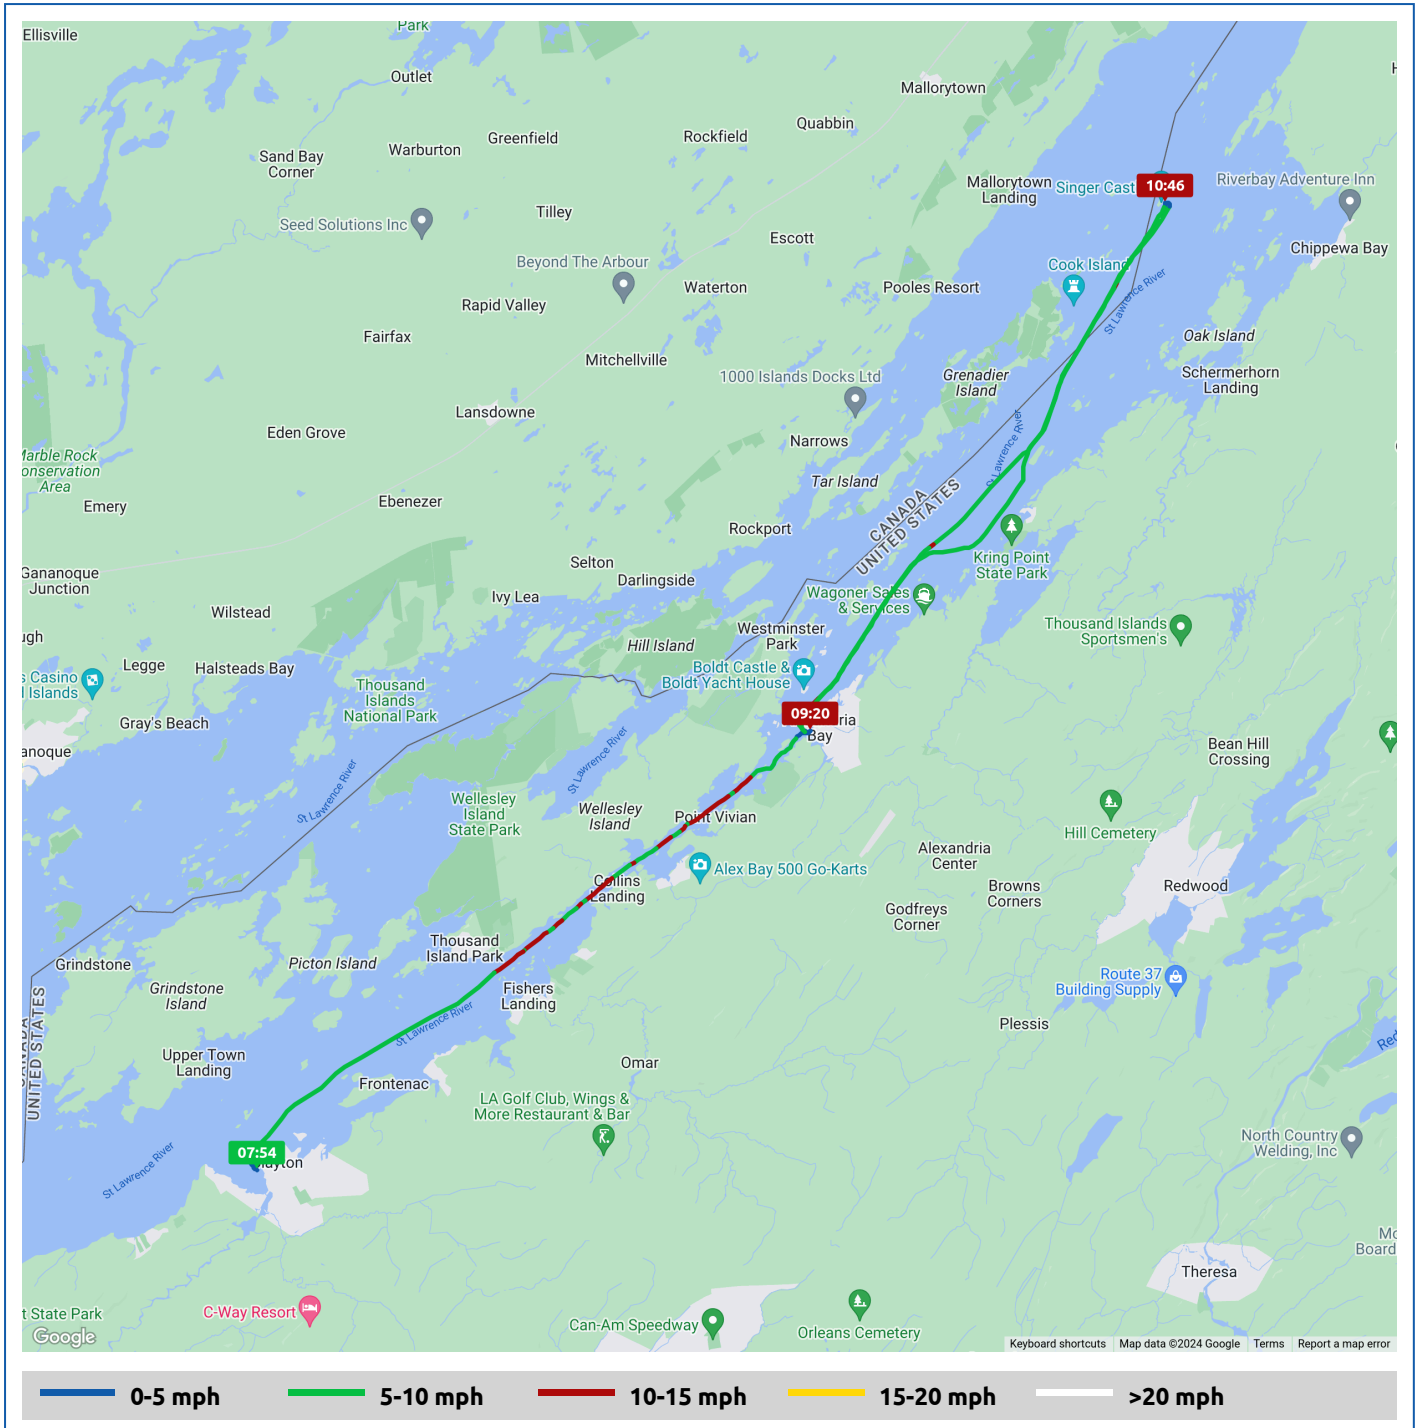 Ellisville
Park
Outlet
Mallorytown
Quabbin
Rockfield
Greenfield
Warburton
Sand Bay
Corner
Mallorytown
Landing
Singer Cast
10:46
Riverbay Adventure Inn
Seed Solutions Inc
Tilley
Escott
Chippewa Bay
Beyond The Arbour
Cook Island
Rapid Valley
Waterton
Pooles Resort
St Lawrence River
Fairfax
Oak Island
Mitchellville
1000 Islands Docks Ltd
Grenadier
Island
Schermerhorn
Landing
Lansdowne
Eden Grove
Narrows
St Lawrence River
Marble Rock
onservation
Area
Tar Island
Emery
Ebenezer
CANADA
UNITED STATES
Rockport
Kring Point
State Park
Selton
Darlingside
Gananoque
Junction
Ivy Lea
Wagoner Sales
& Services
Wilstead
Thousand Islands
Sportsmen's
ugh
Westminster
Park
Hill Island
Legge
Halsteads Bay
Boldt Castle &
Boldt Yacht House
s Casino
l Islands
Thousand
Islands
National Park
Gray's Beach
09:20
ria
Bay
anoque
Bean Hill
Crossing
St Lawrence River
St Lawrence River
Wellesley
Island
State Park
Wellesley
Island
Point Vivian
Hill Cemetery
Alexandria
Center
Alex Bay 500 Go-Karts
Collins
Landing
Browns
Corners
Redwood
Godfreys
Corner
Thousand
Island Park
Grindstone
Picton Island
Grindstone
Island
Fishers
Landing
Route 37
Building Supply
St Lawrence River
Plessis
CANADA
UNITED STATES
Red
Upper Town
Landing
Omar
Frontenac
LA Golf Club, Wings &
More Restaurant & Bar
07:54
layton
North Country
Welding, Inc
St Lawrence River
Mo
Board
Theresa
t State Park
C-Way Resort
Can-Am Speedway
Orleans Cemetery
Google
Keyboard shortcuts
Map data ©2024 Google
Terms
Report a map error
0-5 mph
5-10 mph
10-15 mph
15-20 mph
>20 mph